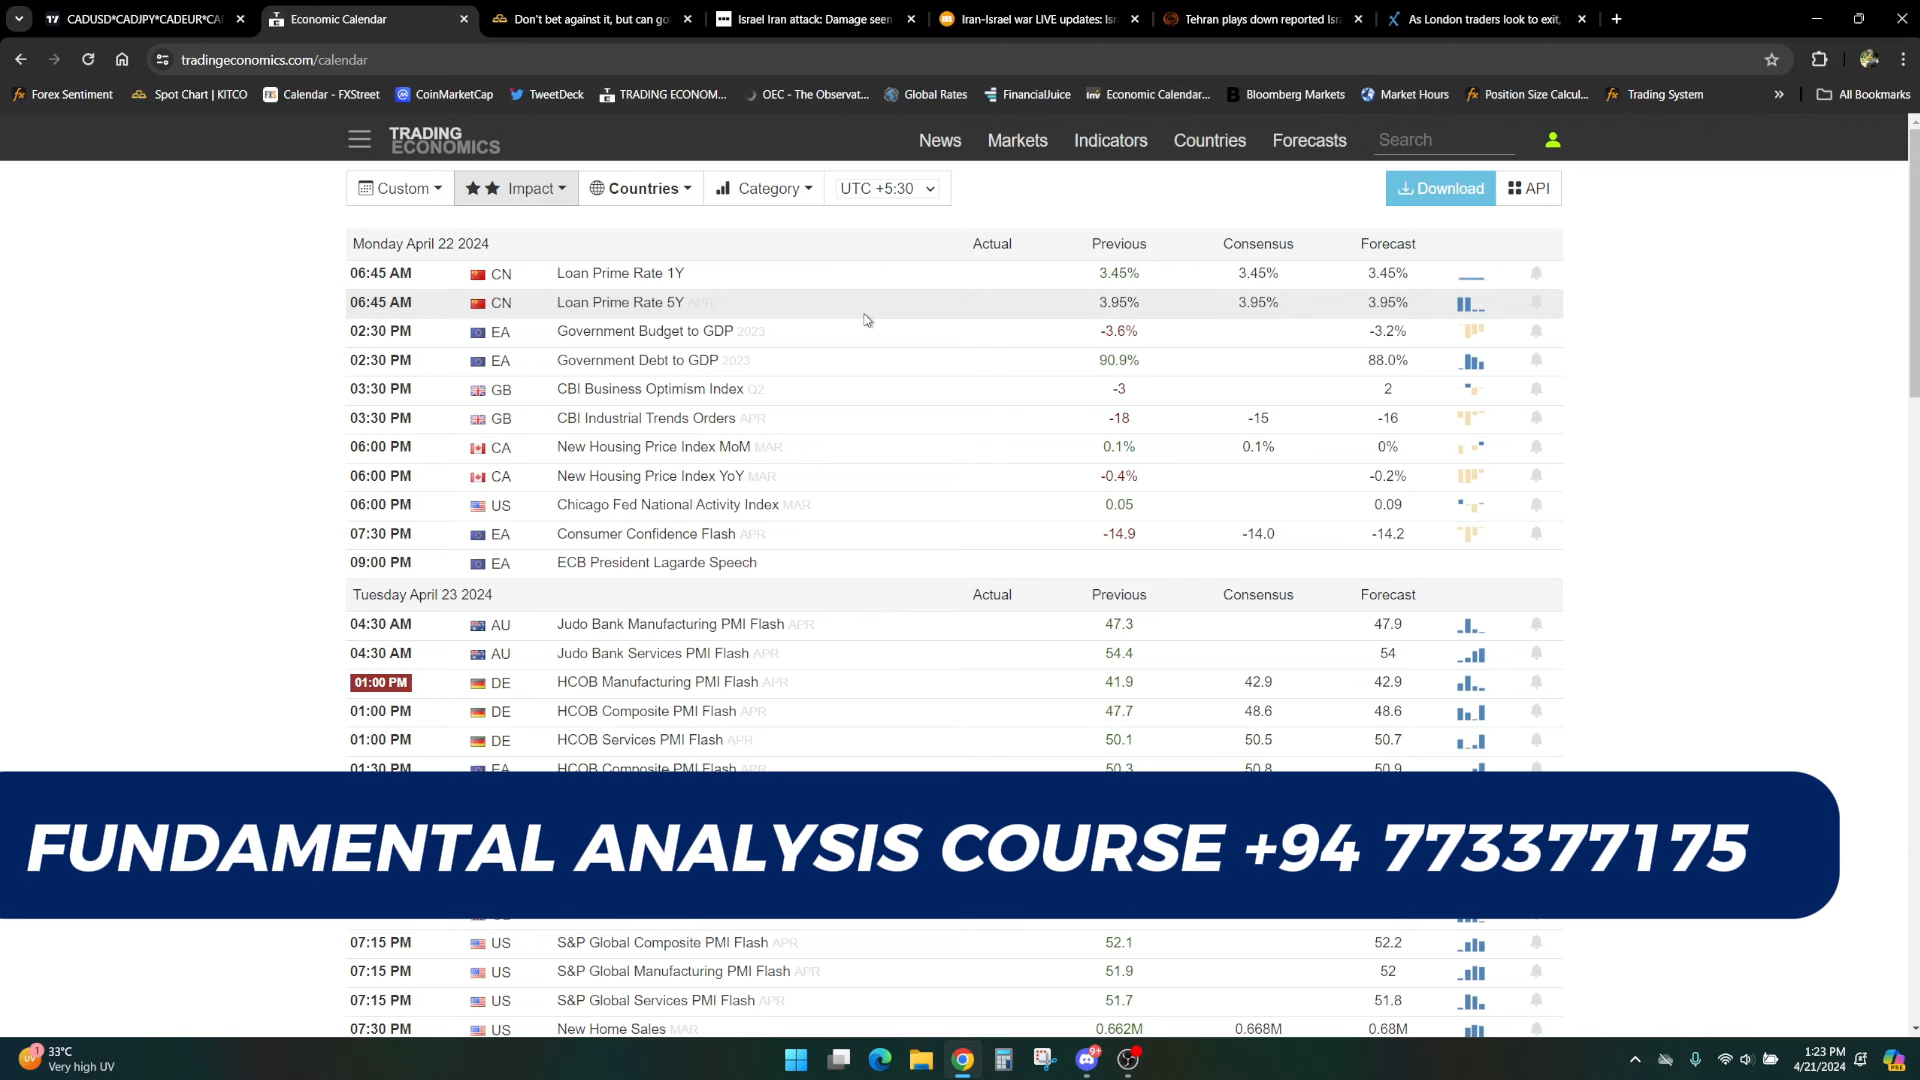 CADUSD*CADJPY*CADEUR*CA
Economic Calendar
Don't bet against it, but can go
Israel Iran attack: Damage seen
Iran-Israel war LIVE updates: Isr
Tehran plays down reported Isra
As London traders look to exit,
tradingeconomics.com/calendar
Forex Sentiment
Spot Chart | KITCO
Calendar - FXStreet
CoinMarketCap
TweetDeck
TRADING ECONOM...
OEC - The Observat...
Global Rates
FinancialJuice
Economic Calendar...
Bloomberg Markets
Market Hours
Position Size Calcul...
Trading System
All Bookmarks
TRADING
ECONOMICS
News Markets Indicators Countries Forecasts Search
Custom Impact Countries Category UTC +5:30 Download API
Monday April 22 2024 Actual Previous Consensus Forecast
06:45 AM CN Loan Prime Rate 1Y 3.45% 3.45% 3.45%
06:45 AM CN Loan Prime Rate 5Y APR 3.95% 3.95% 3.95%
02:30 PM EA Government Budget to GDP 2023 -3.6% -3.2%
02:30 PM EA Government Debt to GDP 2023 90.9% 88.0%
03:30 PM GB CBI Business Optimism Index Q2 -3 2
03:30 PM GB CBI Industrial Trends Orders APR -18 -15 -16
06:00 PM CA New Housing Price Index MoM MAR 0.1% 0.1% 0%
06:00 PM CA New Housing Price Index YoY MAR -0.4% -0.2%
06:00 PM US Chicago Fed National Activity Index MAR 0.05 0.09
07:30 PM EA Consumer Confidence Flash APR -14.9 -14.0 -14.2
09:00 PM EA ECB President Lagarde Speech
Tuesday April 23 2024 Actual Previous Consensus Forecast
04:30 AM AU Judo Bank Manufacturing PMI Flash APR 47.3 47.9
04:30 AM AU Judo Bank Services PMI Flash APR 54.4 54
01:00 PM DE HCOB Manufacturing PMI Flash APR 41.9 42.9 42.9
01:00 PM DE HCOB Composite PMI Flash APR 47.7 48.6 48.6
01:00 PM DE HCOB Services PMI Flash APR 50.1 50.5 50.7
01:30 PM EA HCOB Composite PMI Flash APR 50.3 50.8 50.9
FUNDAMENTAL ANALYSIS COURSE +94 773377175
07:15 PM US S&P Global Composite PMI Flash APR 52.1 52.2
07:15 PM US S&P Global Manufacturing PMI Flash APR 51.9 52
07:15 PM US S&P Global Services PMI Flash APR 51.7 51.8
07:30 PM US New Home Sales MAR 0.662M 0.668M 0.68M
33°C
Very high UV
1:23 PM
4/21/2024